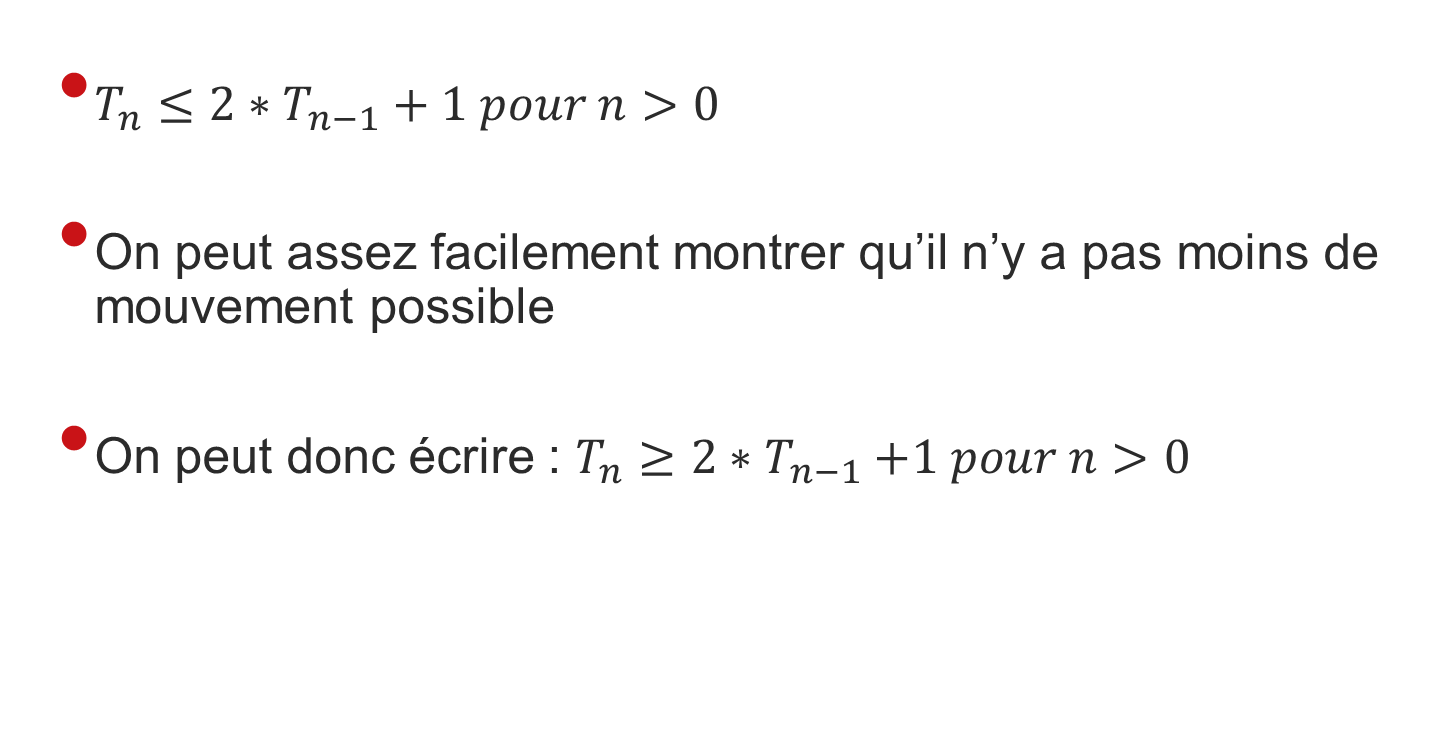 • Tₙ ≤ 2 ∗ Tₙ₋₁ + 1 pour n > 0
• On peut assez facilement montrer qu’il n’y a pas moins de
mouvement possible
• On peut donc écrire : Tₙ ≥ 2 ∗ Tₙ₋₁ +1 pour n > 0